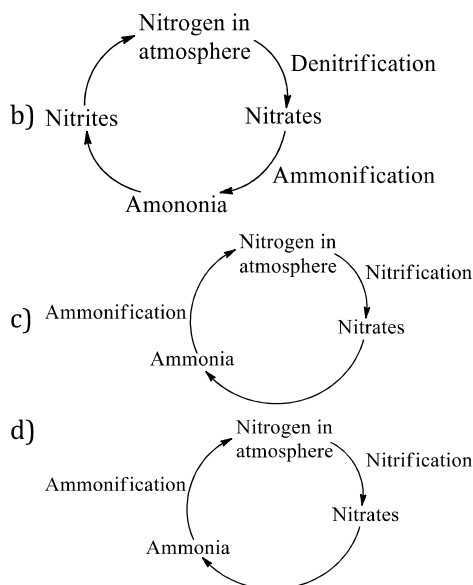 Nitrogen in
atmosphere
Denitrification
b) Nitrites
Nitrates
Ammonification
Amononia
Nitrogen in
atmosphere
Nitrification
Ammonification
c)
Nitrates
Ammonia
d)
Nitrogen in
atmosphere
Nitrification
Ammonification
Nitrates
Ammonia